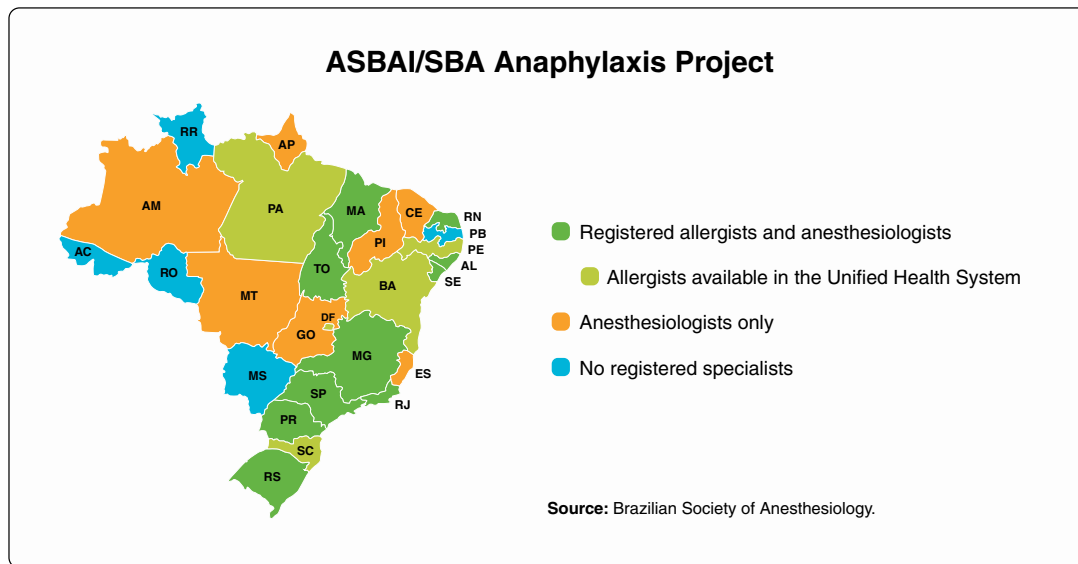 ASBAI/SBA Anaphylaxis Project
RR
AP
AM
PA
MA
CE
RN
PB
PI
PE
AC
RO
TO
AL
SE
BA
MT
DF
GO
MG
ES
MS
SP
RJ
PR
SC
RS
Registered allergists and anesthesiologists
Allergists available in the Unified Health System
Anesthesiologists only
No registered specialists
Source: Brazilian Society of Anesthesiology.